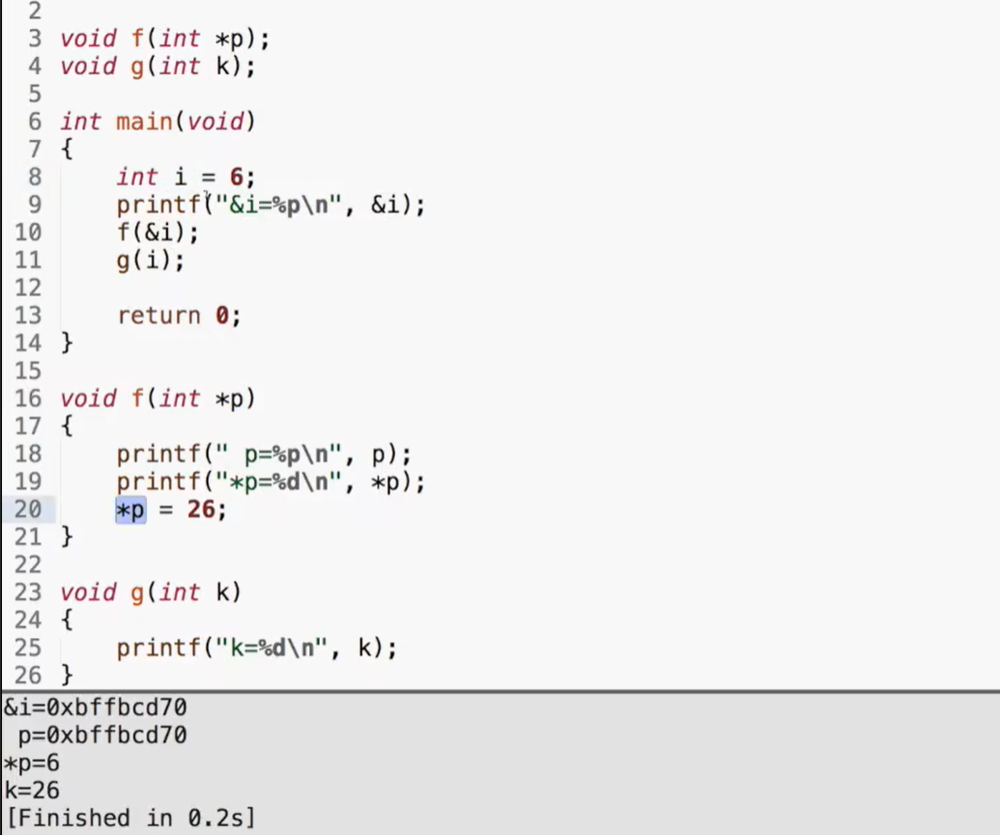 2
3 void f(int *p);
4 void g(int k);
5
6 int main(void)
7 {
8     int i = 6;
9     printf("&i=%p\n", &i);
10     f(&i);
11     g(i);
12
13     return 0;
14 }
15
16 void f(int *p)
17 {
18     printf(" p=%p\n", p);
19     printf("*p=%d\n", *p);
20     *p = 26;
21 }
22
23 void g(int k)
24 {
25     printf("k=%d\n", k);
26 }
&i=0xbffbcd70
 p=0xbffbcd70
*p=6
k=26
[Finished in 0.2s]